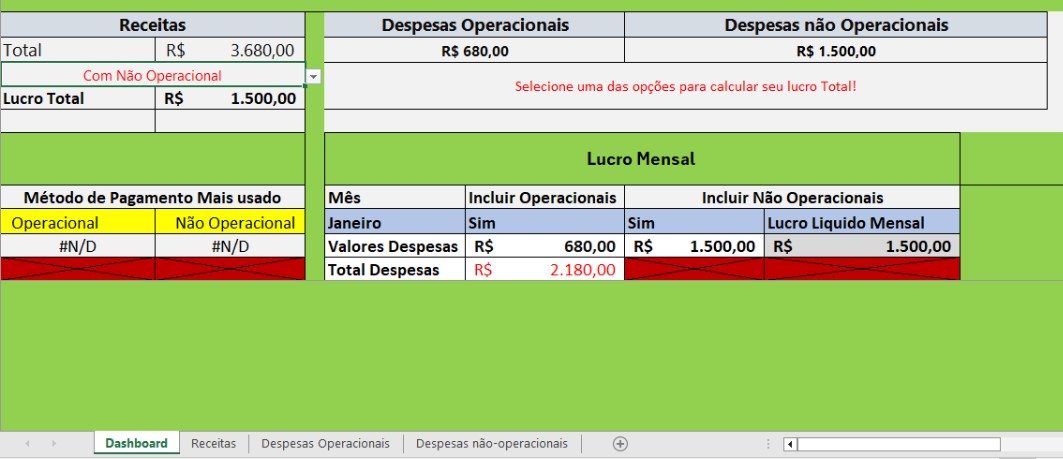 Receitas Despesas Operacionais Despesas não Operacionais
Total R$ 3.680,00 R$ 680,00 R$ 1.500,00
Com Não Operacional
Selecione uma das opções para calcular seu lucro Total!
Lucro Total R$ 1.500,00
Lucro Mensal
Método de Pagamento Mais usado Mês Incluir Operacionais Incluir Não Operacionais
Operacional Não Operacional Janeiro Sim Sim Lucro Liquido Mensal
#N/D #N/D Valores Despesas R$ 680,00 R$ 1.500,00 R$ 1.500,00
Total Despesas R$ 2.180,00
Dashboard Receitas Despesas Operacionais Despesas não-operacionais